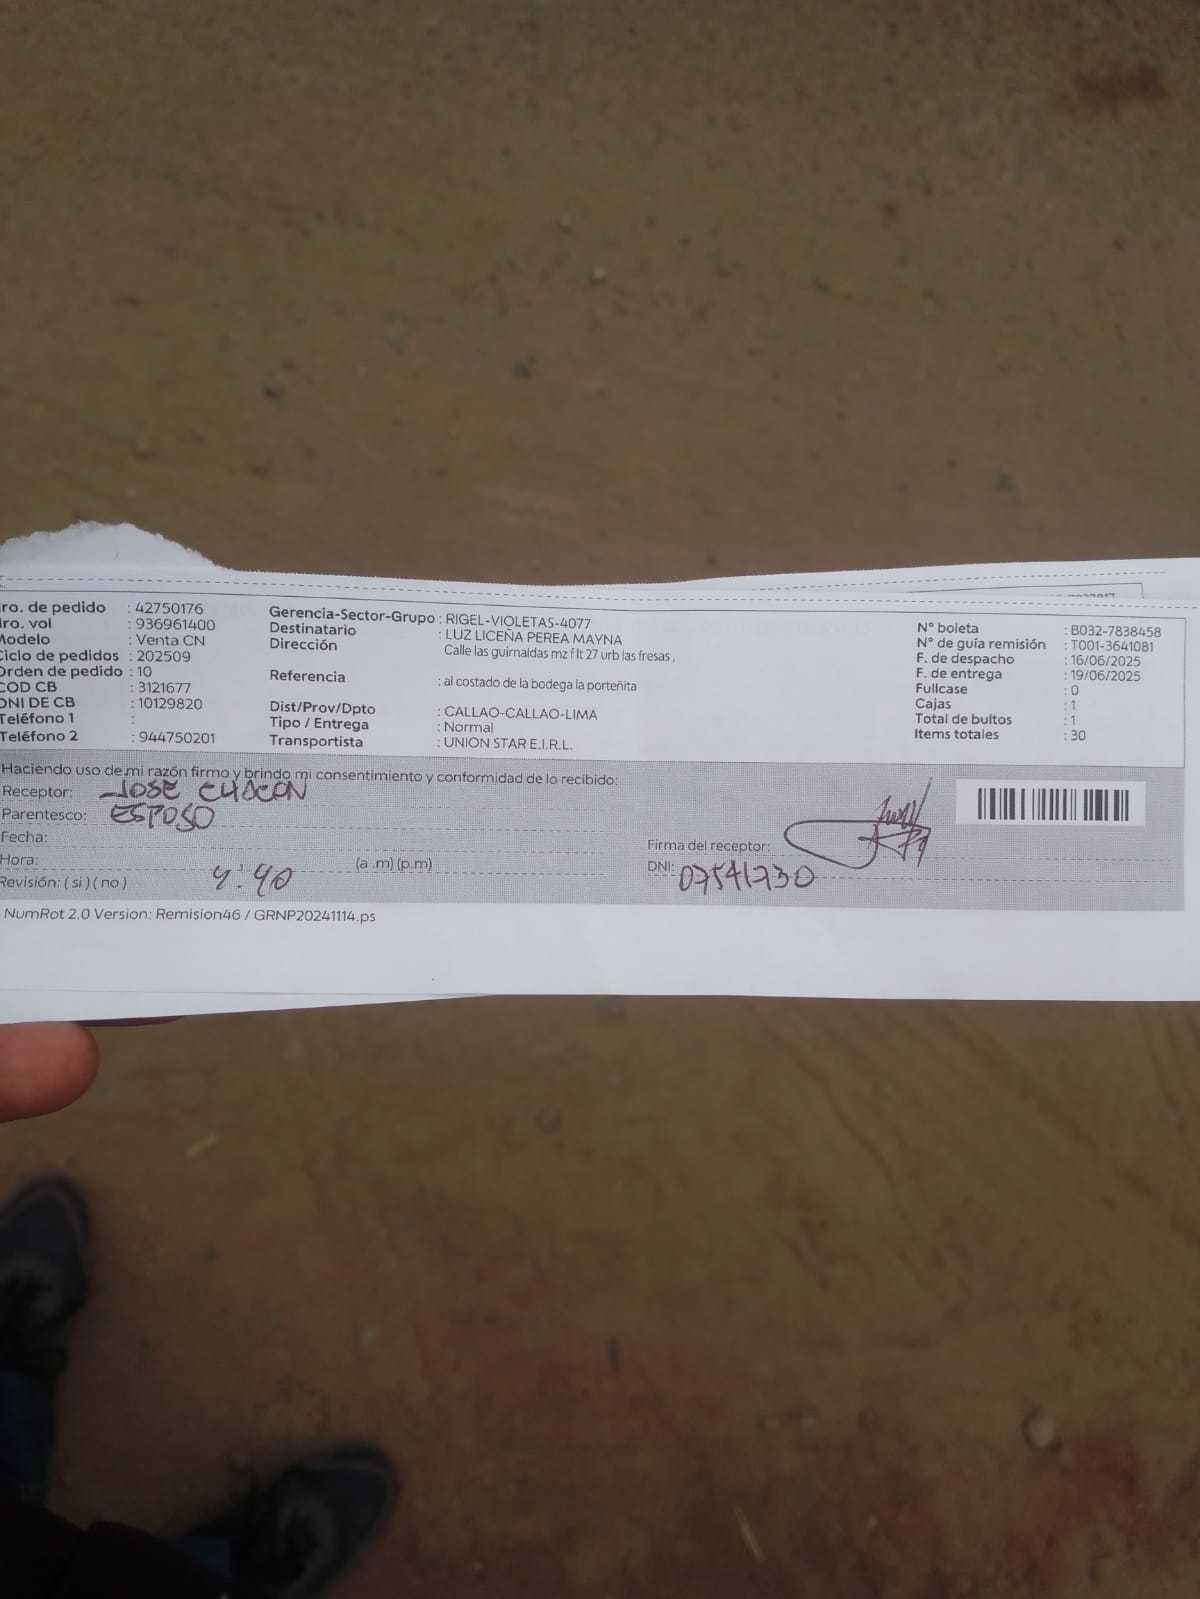 ro. de pedido : 42750176
ro. vol : 936961400
Modelo : Venta CN
Ciclo de pedidos : 202509
Orden de pedido : 10
COD CB : 3121677
DNI DE CB : 10129820
Teléfono 1 :
Teléfono 2 : 944750201
Gerencia-Sector-Grupo : RIGEL-VIOLETAS-4077
Destinatario : LUZ LICEÑA PEREA MAYNA
Dirección Calle las guirnaldas mz f lt 27 urb las fresas ,
Referencia : al costado de la bodega la porteñita
Dist/Prov/Dpto : CALLAO-CALLAO-LIMA
Tipo / Entrega : Normal
Transportista : UNION STAR E.I.R.L.
N° boleta : B032-7838458
N° de guía remisión : T001-3641081
F. de despacho : 16/06/2025
F. de entrega : 19/06/2025
Fullcase : 0
Cajas : 1
Total de bultos : 1
Items totales : 30
Haciendo uso de mi razón firmo y brindo mi consentimiento y conformidad de lo recibido:
Receptor: JOSE CHACON
Parentesco: ESPOSO
Fecha:
Hora: 4:40 (a .m) (p.m)
Revisión: ( si ) ( no )
Firma del receptor:
DNI: 07541730
NumRot 2.0 Version: Remision46 / GRNP20241114.ps